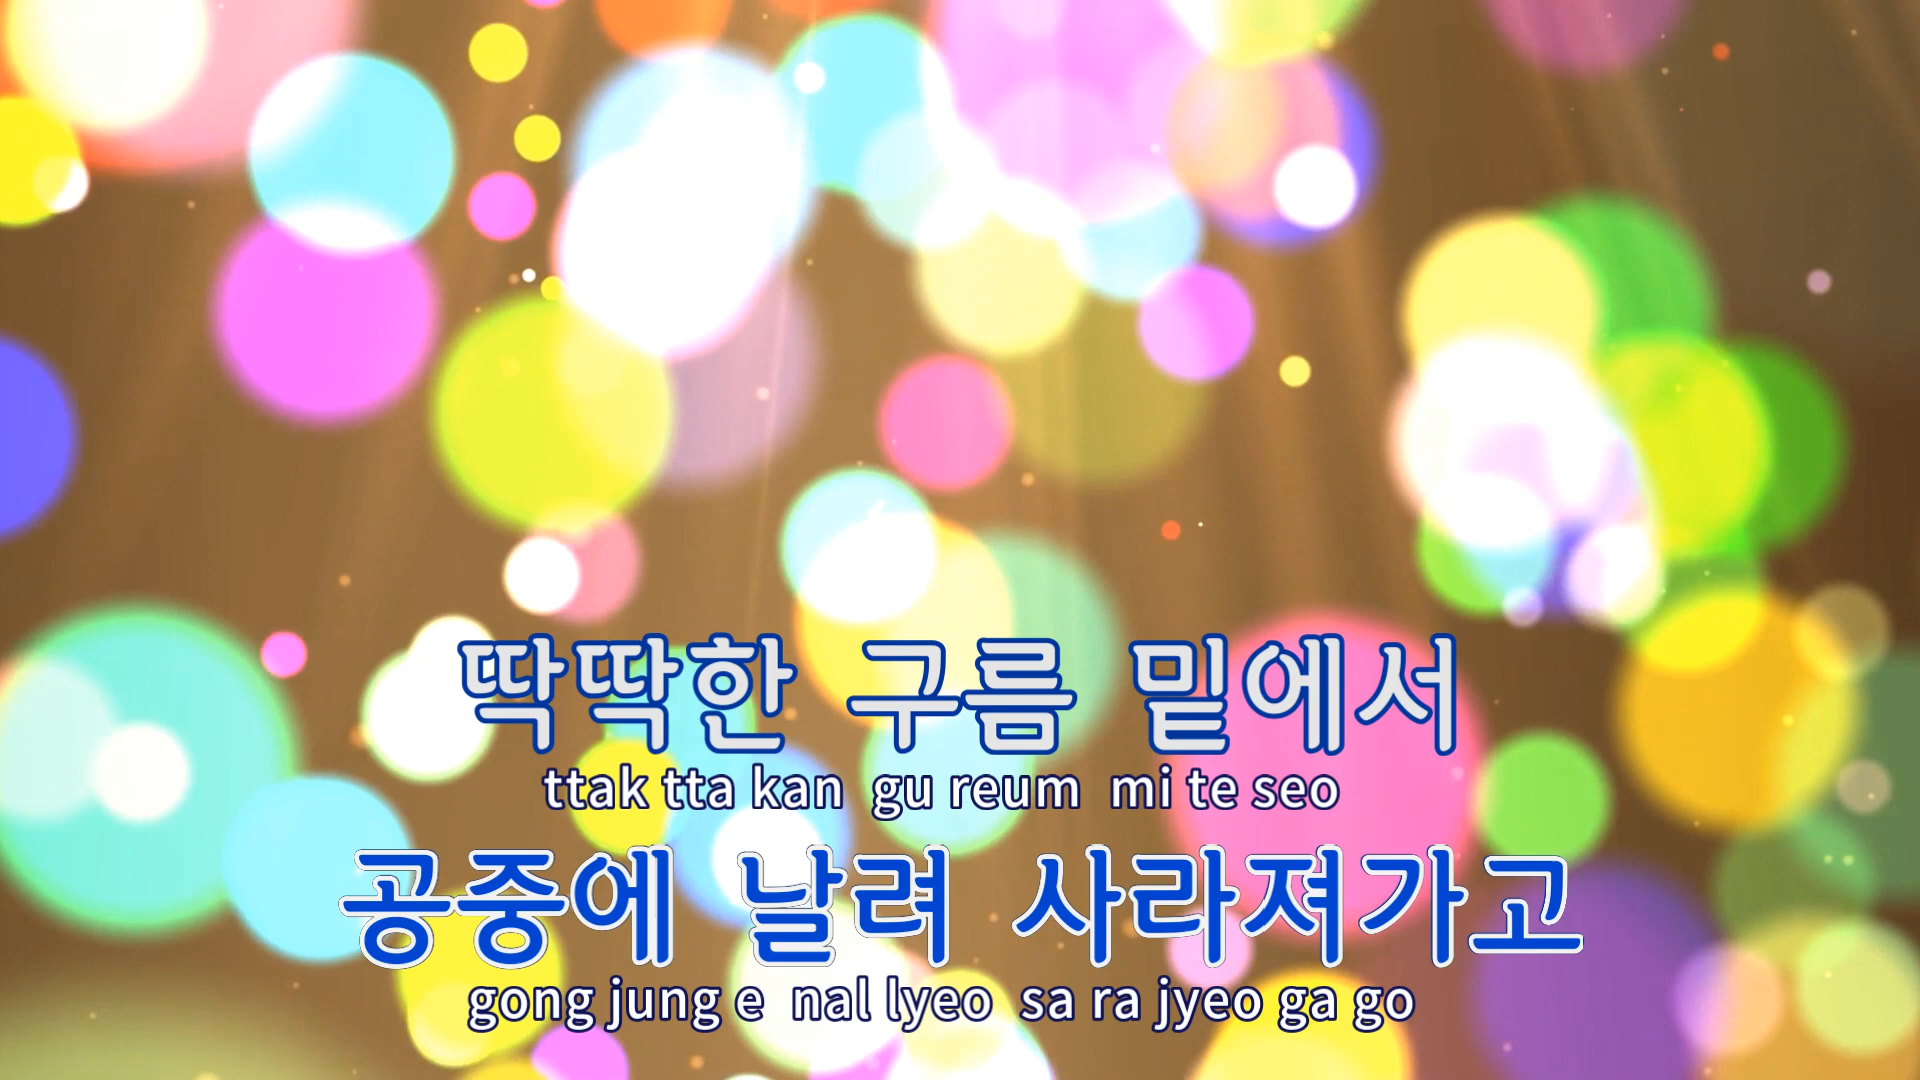 딱딱한 구름 밑에서
ttak tta kan gu reum mi te seo
공중에 날려 사라져가고
gong jung e nal lyeo sa ra jyeo ga go